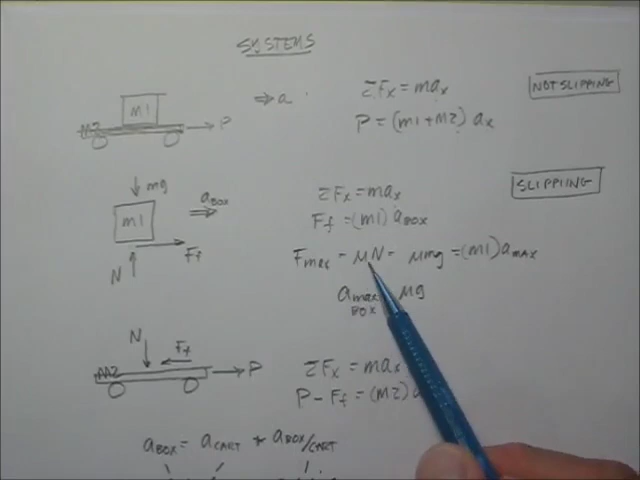 SYSTEMS
m1
M2
P
⇒ a
ΣFx = max
P = (m1 + M2) ax
NOT SLIPPING
mg
m1
aBOX
Ff
N
ΣFx = max
Ff = (m1) aBOX
SLIPPIING
Fmax = μN = μmg = (m1) aMAX
amax BOX μg
N
Ff
M2
P
ΣFx = max
P - Ff = (M2)
aBOX = aCART + aBOX/CART